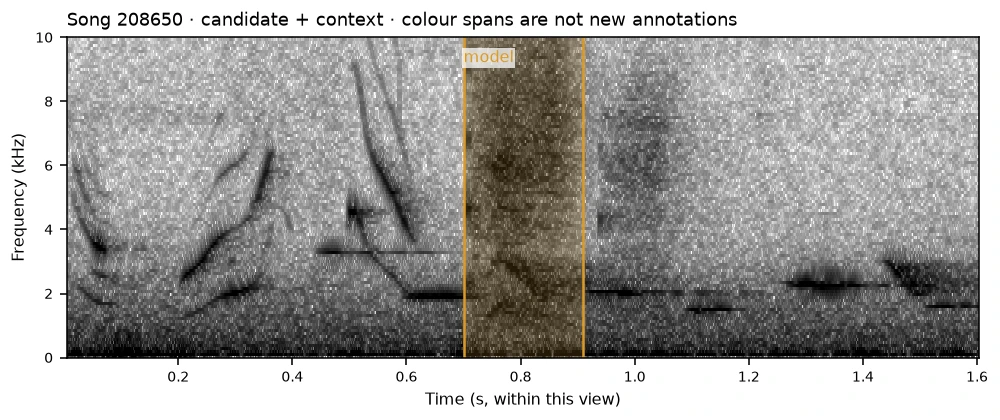 Song 208650 · candidate + context · colour spans are not new annotations
model
10
8
6
4
2
0
Frequency (kHz)
0.2 0.4 0.6 0.8 1.0 1.2 1.4 1.6
Time (s, within this view)